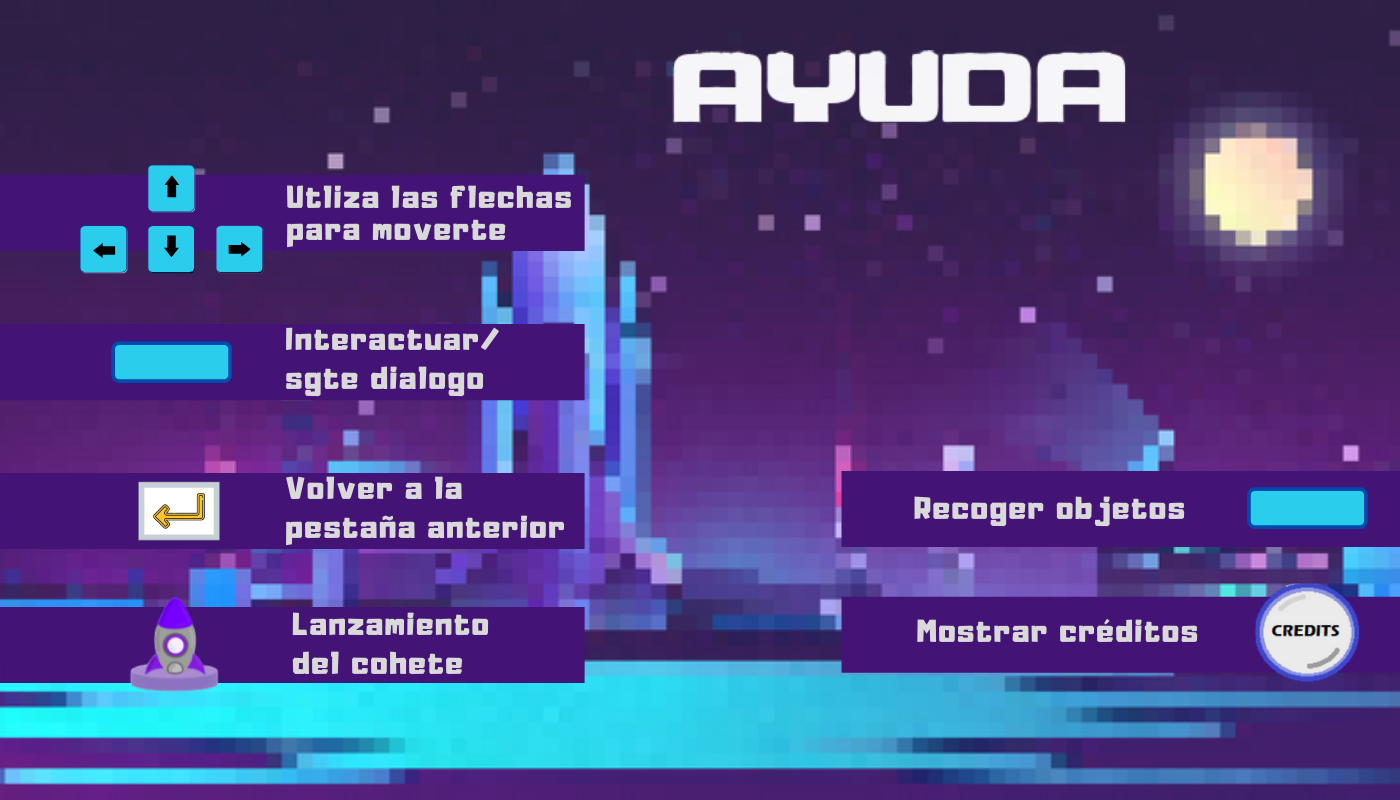 AYUDA
Utliza las flechas
para moverte
Interactuar/
sgte dialogo
Volver a la
pestaña anterior
Lanzamiento
del cohete
Recoger objetos
Mostrar créditos
CREDITS